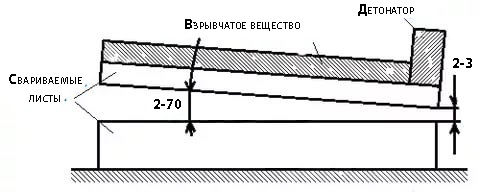 Детонатор
Взрывчатое вещество
2-3
Свариваемые
листы
2-70